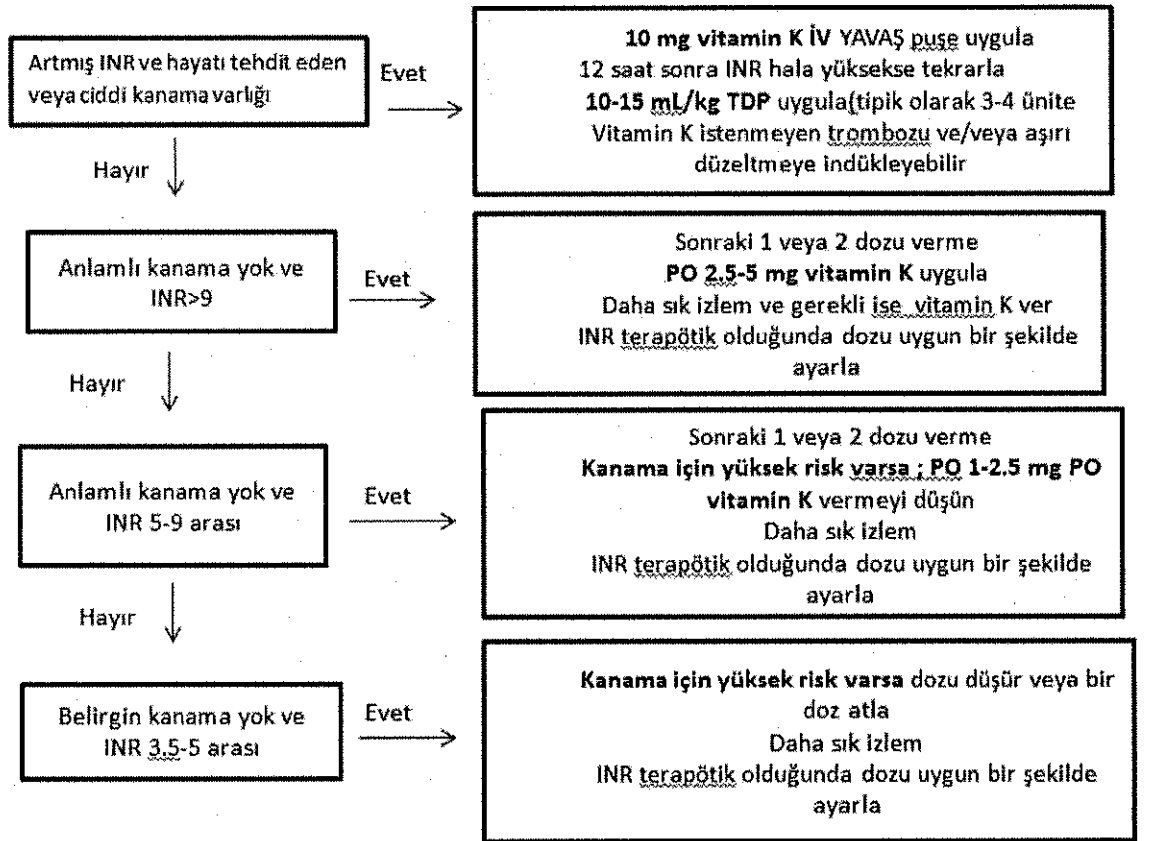 Artmış INR ve hayatı tehdit eden
veya ciddi kanama varlığı
Evet
10 mg vitamin K İV YAVAŞ puşe uygula
12 saat sonra INR hala yüksekse tekrarla
10-15 mL/kg TDP uygula(tipik olarak 3-4 ünite
Vitamin K istenmeyen trombozu ve/veya aşırı
düzeltmeye indükleyebilir
Hayır
Anlamlı kanama yok ve
INR>9
Evet
Sonraki 1 veya 2 dozu verme
PO 2.5-5 mg vitamin K uygula
Daha sık izlem ve gerekli ise vitamin K ver
INR terapötik olduğunda dozu uygun bir şekilde
ayarla
Hayır
Anlamlı kanama yok ve
INR 5-9 arası
Evet
Sonraki 1 veya 2 dozu verme
Kanama için yüksek risk varsa ; PO 1-2.5 mg PO
vitamin K vermeyi düşün
Daha sık izlem
INR terapötik olduğunda dozu uygun bir şekilde
ayarla
Hayır
Belirgin kanama yok ve
INR 3.5-5 arası
Evet
Kanama için yüksek risk varsa dozu düşür veya bir
doz atla
Daha sık izlem
INR terapötik olduğunda dozu uygun bir şekilde
ayarla